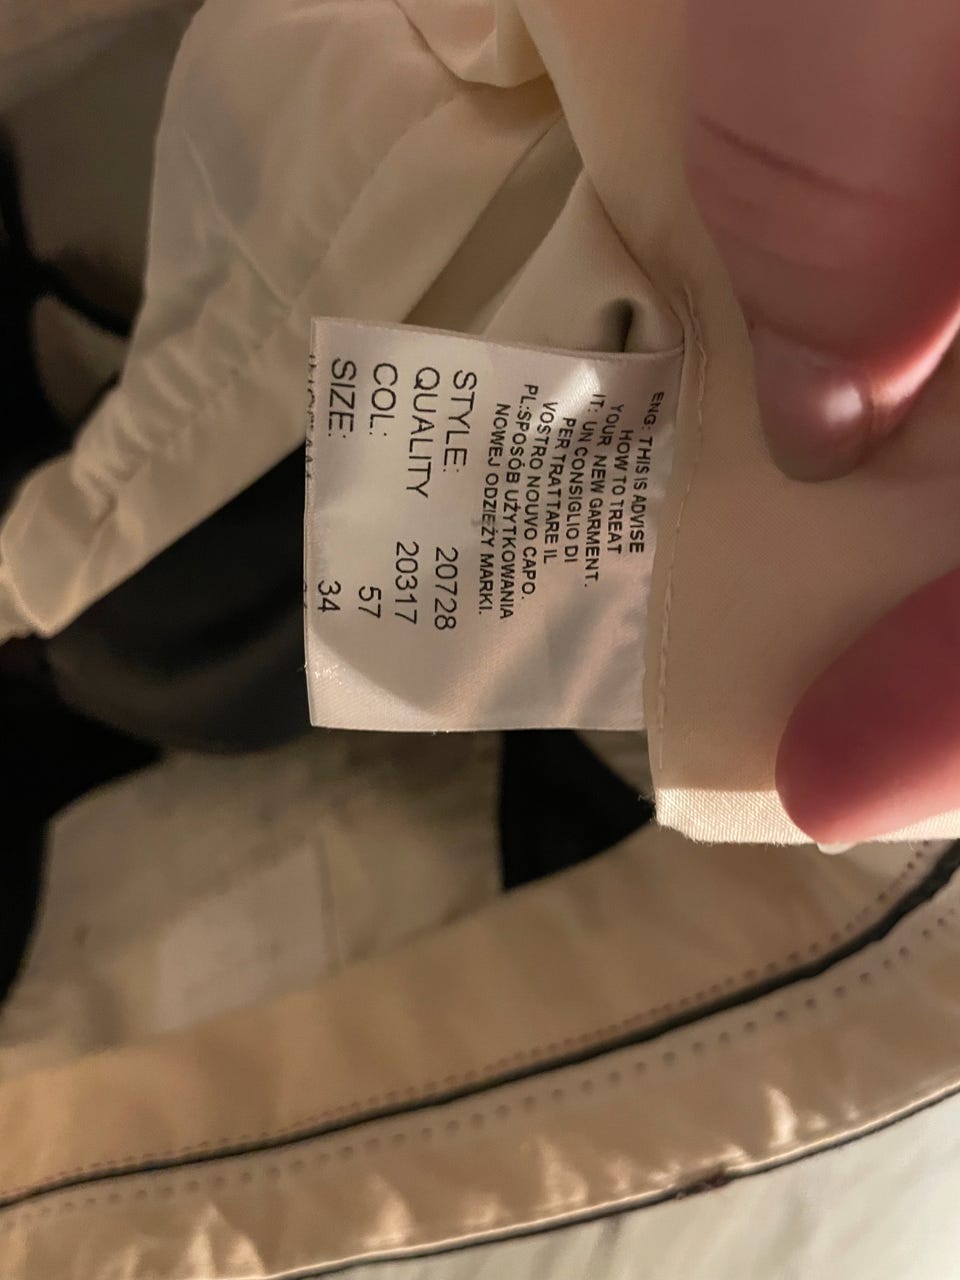 ENG: THIS IS ADVISE
HOW TO TREAT
YOUR NEW GARMENT.
IT: UN CONSIGLIO DI
PER TRATTARE IL
VOSTRO NOUVO CAPO.
PL:SPOSÓB UŻYTKOWANIA
NOWEJ ODZIEŻY MARKI.
STYLE: 20728
QUALITY 20317
COL: 57
SIZE: 34